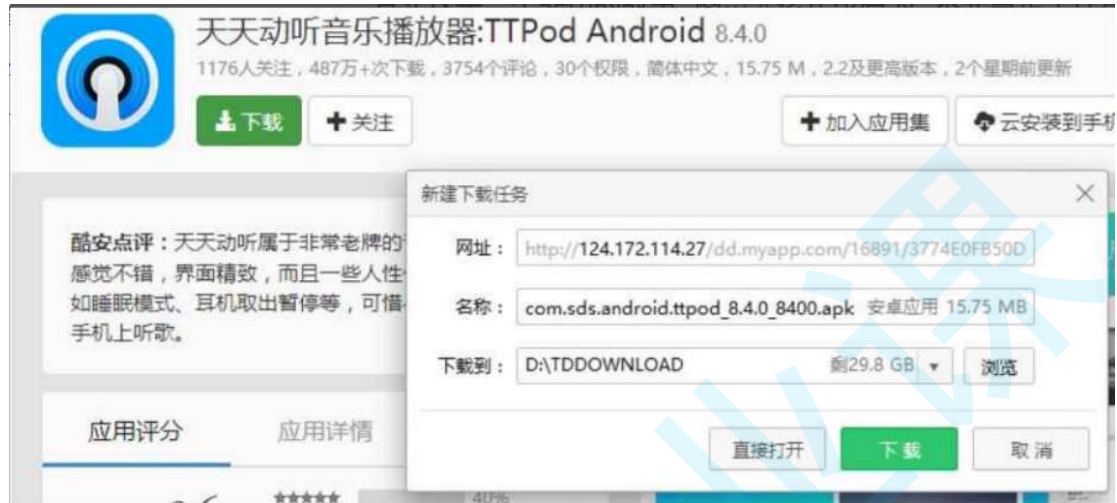 天天动听音乐播放器:TTPod Android 8.4.0
1176人关注，487万+次下载，3754个评论，30个权限，简体中文，15.75 M，2.2及更高版本，2个星期前更新
下载 关注 加入应用集 云安装到手机
新建下载任务
网址： http://124.172.114.27/dd.myapp.com/16891/3774E0FB50D
酷安点评：天天动听属于非常老牌的
感觉不错，界面精致，而且一些人性
如睡眠模式、耳机取出暂停等，可惜
手机上听歌。
名称： com.sds.android.ttpod_8.4.0_8400.apk 安卓应用 15.75 MB
下载到： D:\TDDOWNLOAD 剩29.8 GB 浏览
直接打开 下载 取消
应用评分 应用详情
40%